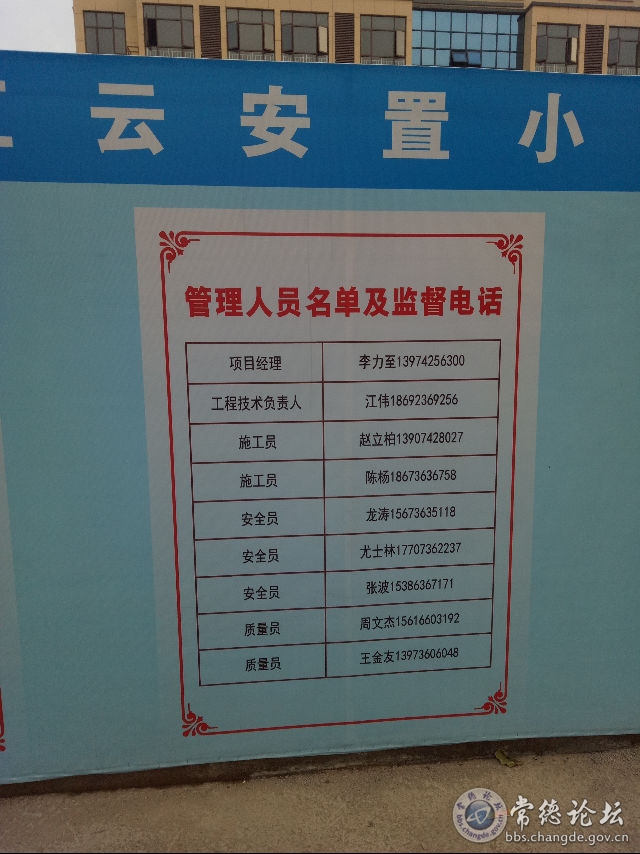 云安置小
管理人员名单及监督电话
项目经理 李力至13974256300
工程技术负责人 江伟18692369256
施工员 赵立柏13907428027
施工员 陈杨18673636758
安全员 龙涛15673635118
安全员 尤士林17707362237
安全员 张波15386367171
质量员 周文杰15616603192
质量员 王金友13973606048
常德论坛
常德论坛
bbs.changde.gov.cn